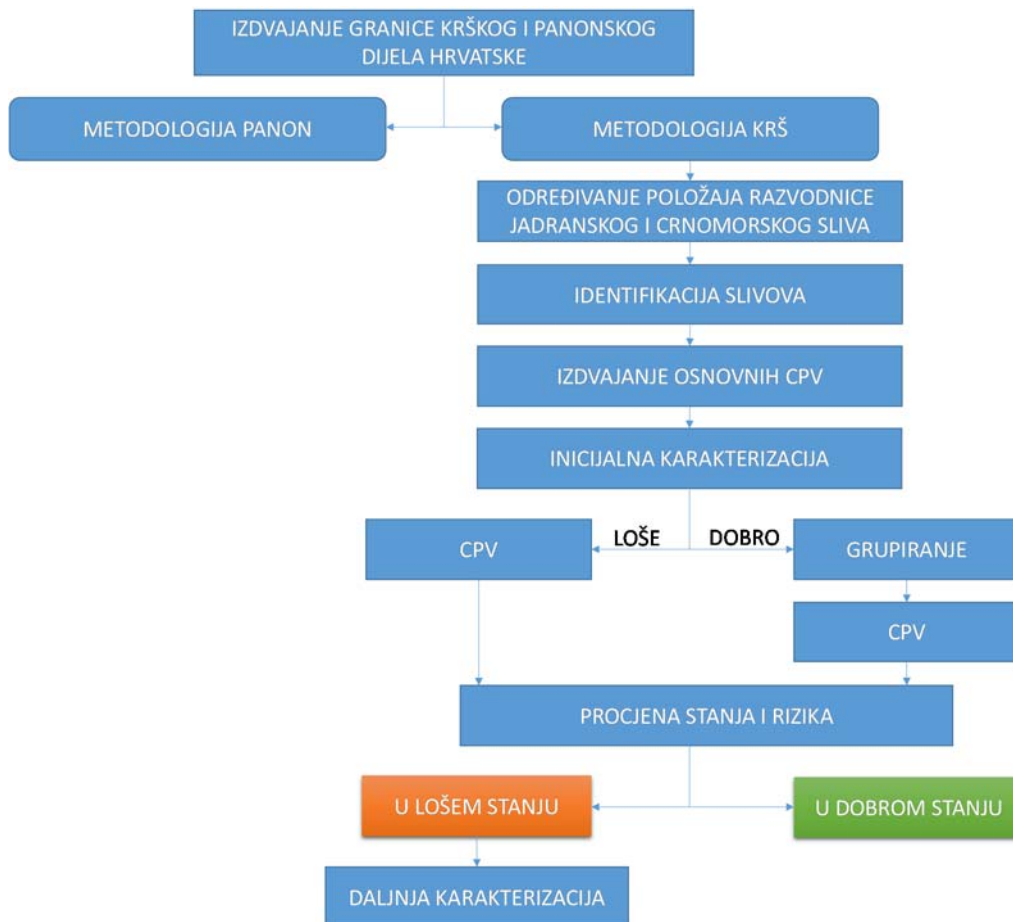 IZDVAJANJE GRANICE KRŠKOG I PANONSKOG
DIJELA HRVATSKE
METODOLOGIJA PANON
METODOLOGIJA KRŠ
ODREĐIVANJE POLOŽAJA RAZVODNICE
JADRANSKOG I CRNOMORSKOG SLIVA
IDENTIFIKACIJA SLIVOVA
IZDVAJANJE OSNOVNIH CPV
INICIJALNA KARAKTERIZACIJA
CPV
LOŠE
DOBRO
GRUPIRANJE
CPV
PROCJENA STANJA I RIZIKA
U LOŠEM STANJU
U DOBROM STANJU
DALJNJA KARAKTERIZACIJA